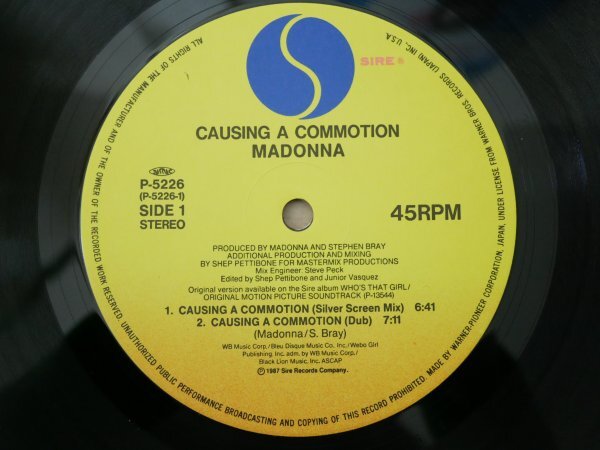 SIRE
CAUSING A COMMOTION
MADONNA
P-5226
(P-5226-1)
SIDE 1
STEREO
45RPM
PRODUCED BY MADONNA AND STEPHEN BRAY
ADDITIONAL PRODUCTION AND MIXING
BY SHEP PETTIBONE FOR MASTERMIX PRODUCTIONS
Mix Engineer: Steve Peck
Edited by Shep Pettibone and Junior Vasquez
Original version available on the Sire album WHO'S THAT GIRL/
ORIGINAL MOTION PICTURE SOUNDTRACK (P-13544)
1. CAUSING A COMMOTION (Silver Screen Mix) 6:41
2. CAUSING A COMMOTION (Dub) 7:11
(Madonna/S. Bray)
WB Music Corp./Bleu Disque Music Co. Inc./Webo Girl
Publishing, Inc. adm. by WB Music Corp./
Black Lion Music, Inc. ASCAP
Ⓟ1987 Sire Records Company.
ALL RIGHTS OF THE MANUFACTURER AND OF THE OWNER OF THE RECORDED WORK RESERVED. UNAUTHORIZED PUBLIC PERFORMANCE BROADCASTING AND COPYING OF THIS RECORD PROHIBITED. MADE BY WARNER-PIONEER CORPORATION, JAPAN, UNDER LICENSE FROM WARNER BROS RECORDS (JAPAN) INC., U.S.A.